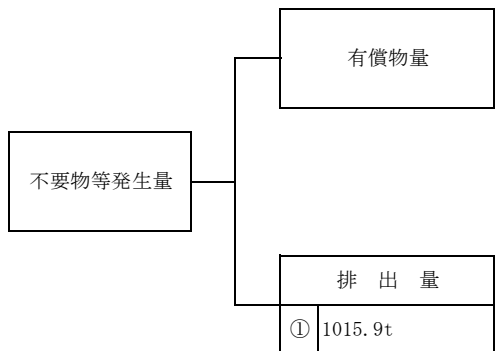 有償物量
不要物等発生量
排 出 量
① 1015.9t